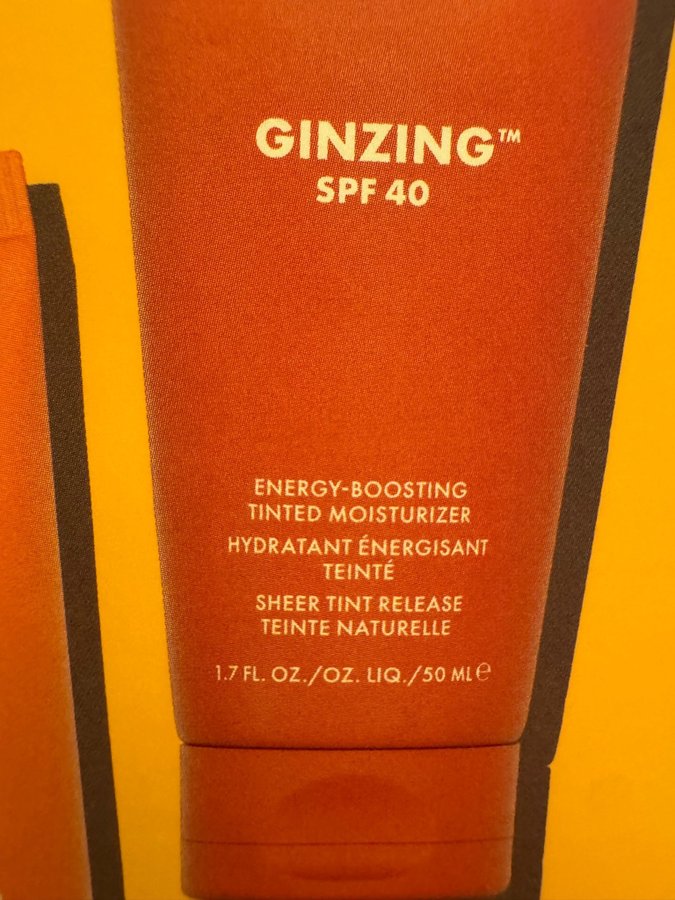 GINZING™
SPF 40
ENERGY-BOOSTING
TINTED MOISTURIZER
HYDRATANT ÉNERGISANT
TEINTÉ
SHEER TINT RELEASE
TEINTE NATURELLE
1.7 FL. OZ./OZ. LIQ./50 ML ℮